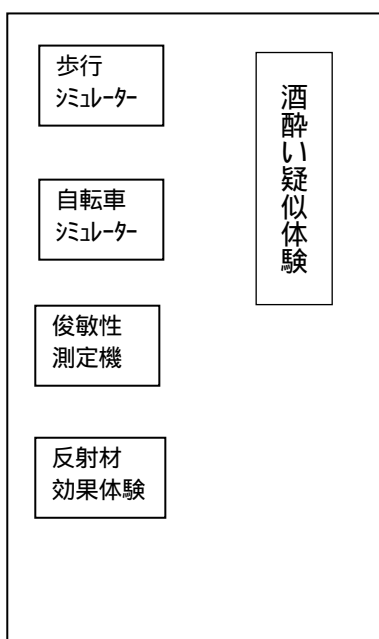 歩行
ｼﾐｭﾚｰﾀｰ
自転車
ｼﾐｭﾚｰﾀｰ
俊敏性
測定機
反射材
効果体験
酒酔い疑似体験